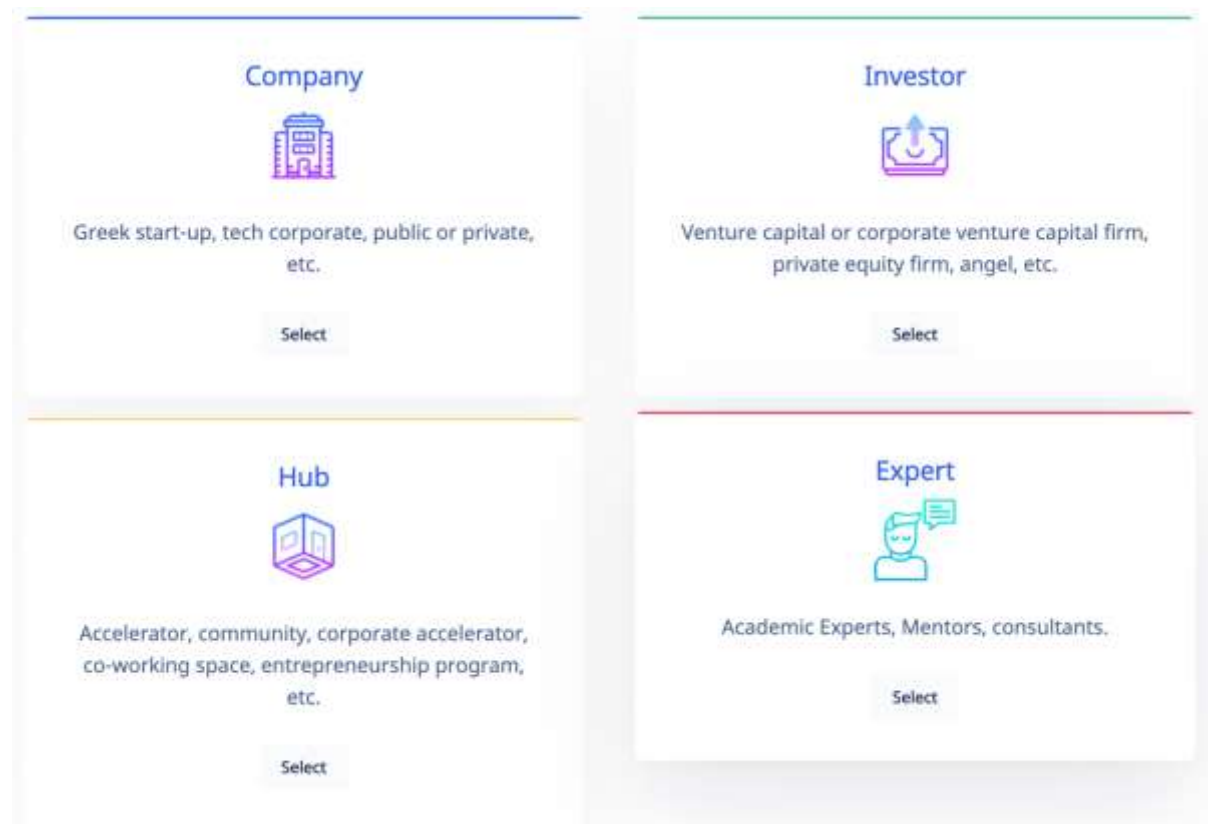 Company
Greek start-up, tech corporate, public or private,
etc.
Select
Investor
Venture capital or corporate venture capital firm,
private equity firm, angel, etc.
Select
Hub
Accelerator, community, corporate accelerator,
co-working space, entrepreneurship program,
etc.
Select
Expert
Academic Experts, Mentors, consultants.
Select